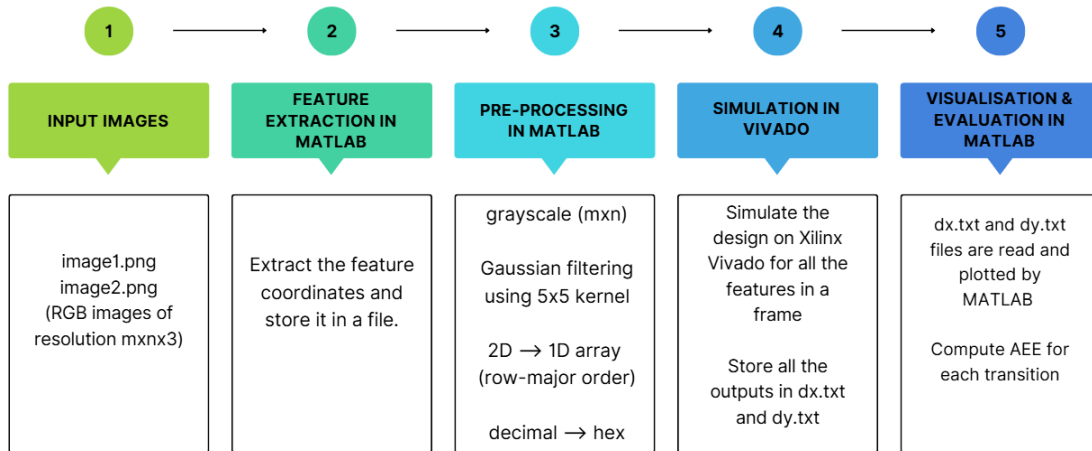 1
2
3
4
5
INPUT IMAGES
FEATURE
EXTRACTION IN
MATLAB
PRE-PROCESSING
IN MATLAB
SIMULATION IN
VIVADO
VISUALISATION &
EVALUATION IN
MATLAB
image1.png
image2.png
(RGB images of
resolution mxnx3)
Extract the feature
coordinates and
store it in a file.
grayscale (mxn)
Gaussian filtering
using 5x5 kernel
2D → 1D array
(row-major order)
decimal → hex
Simulate the
design on Xilinx
Vivado for all the
features in a
frame
Store all the
outputs in dx.txt
and dy.txt
dx.txt and dy.txt
files are read and
plotted by
MATLAB
Compute AEE for
each transition